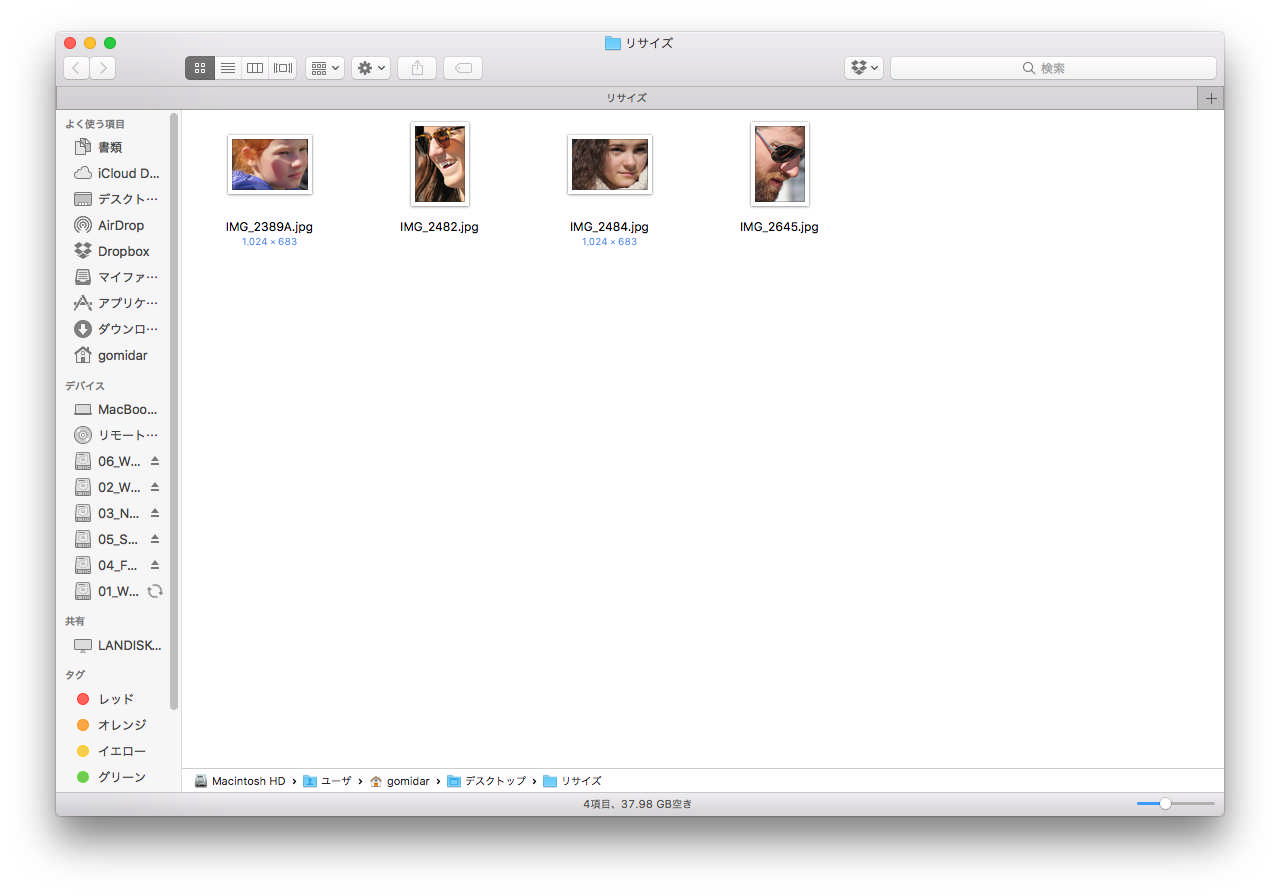 リサイズ
検索
リサイズ
よく使う項目
書類
iCloud D...
デスクト…
AirDrop
Dropbox
マイファ…
アプリケ…
ダウンロ…
gomidar
デバイス
MacBoo...
リモート…
06_W...
02_W...
03_N...
05_S...
04_F...
01_W...
共有
LANDISK...
タグ
レッド
オレンジ
イエロー
グリーン
IMG_2389A.jpg
1,024 × 683
IMG_2482.jpg
IMG_2484.jpg
1,024 × 683
IMG_2645.jpg
Macintosh HD › ユーザ › gomidar › デスクトップ › リサイズ
4項目、37.98 GB空き